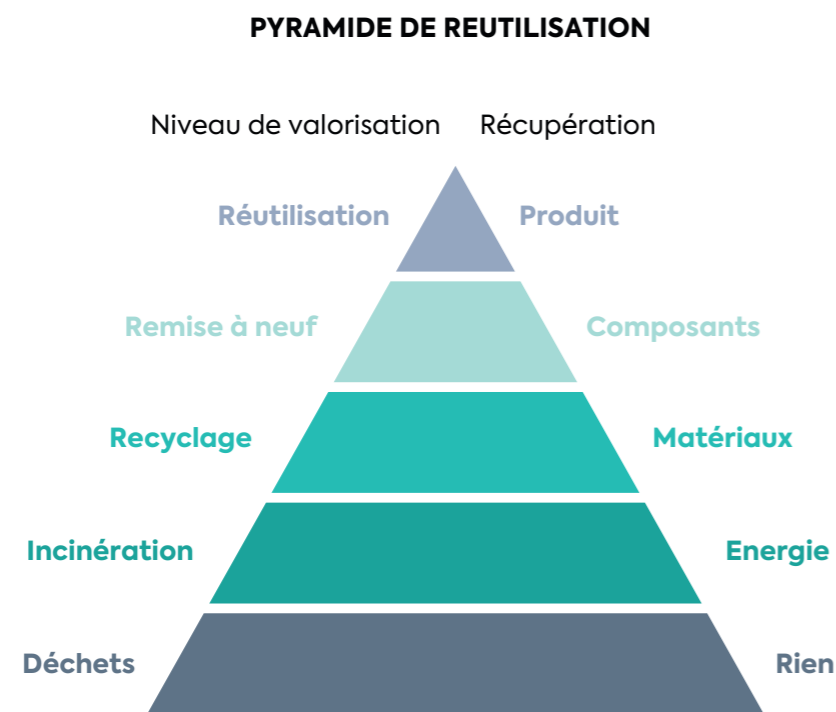 PYRAMIDE DE REUTILISATION
Niveau de valorisation Récupération
Réutilisation Produit
Remise à neuf Composants
Recyclage Matériaux
Incinération Energie
Déchets Rien